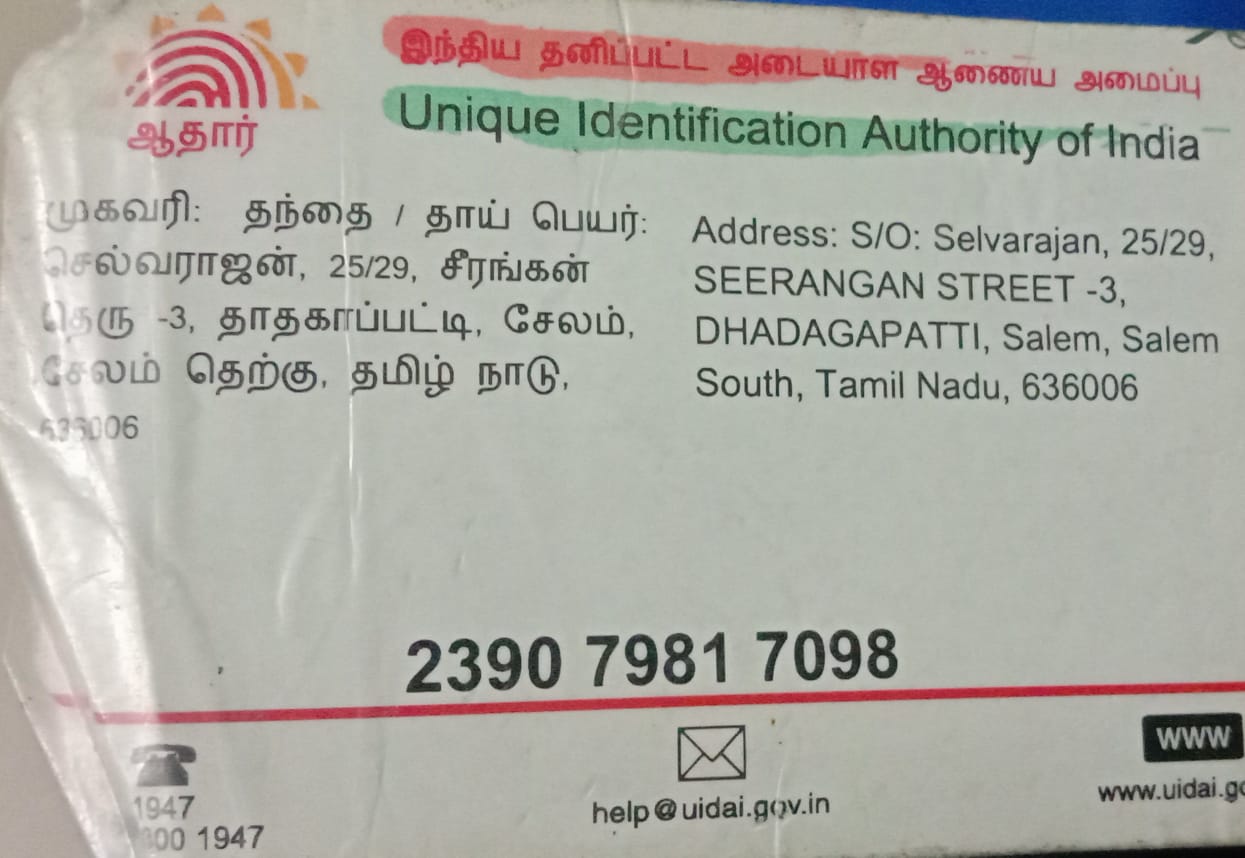 ஆதார்
இந்திய தனிப்பட்ட அடையாள ஆணைய அமைப்பு
Unique Identification Authority of India
முகவரி: தந்தை / தாய் பெயர்:
செல்வராஜன், 25/29, சீரங்கன்
தெரு -3, தாதகாப்பட்டி, சேலம்,
சேலம் தெற்கு, தமிழ் நாடு,
636006
Address: S/O: Selvarajan, 25/29,
SEERANGAN STREET -3,
DHADAGAPATTI, Salem, Salem
South, Tamil Nadu, 636006
2390 7981 7098
1947
1947
help@uidai.gov.in
WWW